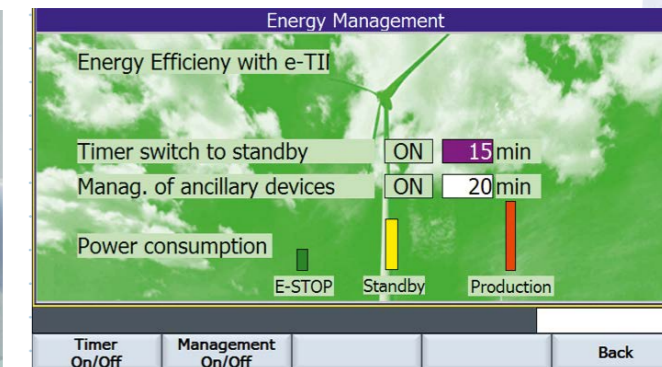 Energy Management
Energy Efficieny with e-TI
Timer switch to standby ON 15 min
Manag. of ancillary devices ON 20 min
Power consumption
E-STOP Standby Production
Timer On/Off Management On/Off Back